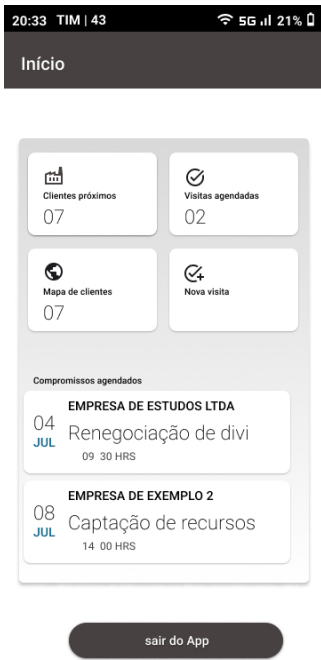 20:33 TIM | 43 5G 21%
Início
Clientes próximos
07
Visitas agendadas
02
Mapa de clientes
07
Nova visita
Compromissos agendados
EMPRESA DE ESTUDOS LTDA
04 Renegociação de divi
JUL
09 30 HRS
EMPRESA DE EXEMPLO 2
08 Captação de recursos
JUL
14 00 HRS
sair do App